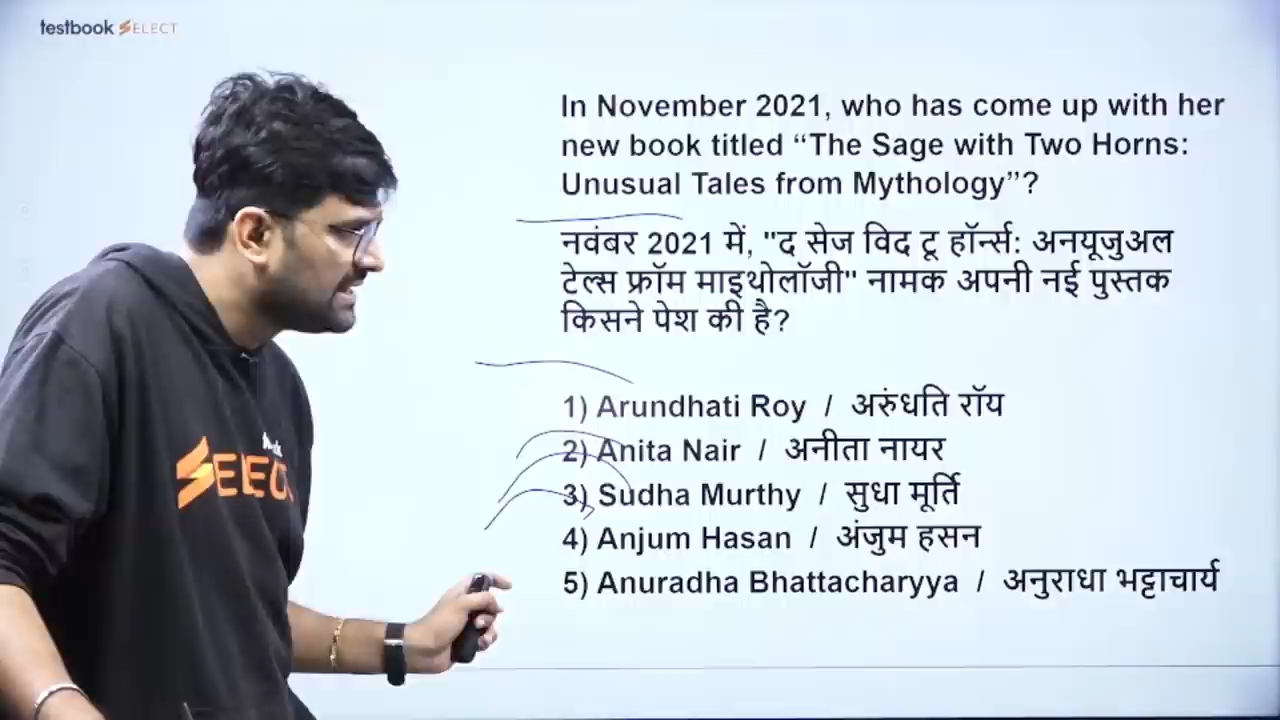 testbook SELECT
In November 2021, who has come up with her
new book titled “The Sage with Two Horns:
Unusual Tales from Mythology”?
नवंबर 2021 में, "द सेज विद टू हॉर्न्स: अनयूजुअल
टेल्स फ्रॉम माइथोलॉजी" नामक अपनी नई पुस्तक
किसने पेश की है?
1) Arundhati Roy / अरुंधति रॉय
2) Anita Nair / अनीता नायर
3) Sudha Murthy / सुधा मूर्ति
4) Anjum Hasan / अंजुम हसन
5) Anuradha Bhattacharyya / अनुराधा भट्टाचार्य